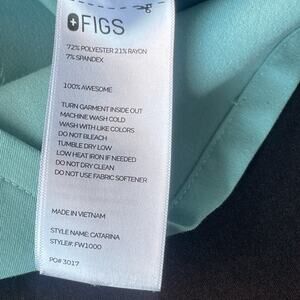 FIGS
72% POLYESTER 21% RAYON
7% SPANDEX
100% AWESOME
TURN GARMENT INSIDE OUT
MACHINE WASH COLD
WASH WITH LIKE COLORS
DO NOT BLEACH
TUMBLE DRY LOW
LOW HEAT IRON IF NEEDED
DO NOT DRY CLEAN
DO NOT USE FABRIC SOFTENER
MADE IN VIETNAM
STYLE NAME: CATARINA
STYLE#: FW1000
PO# 3017